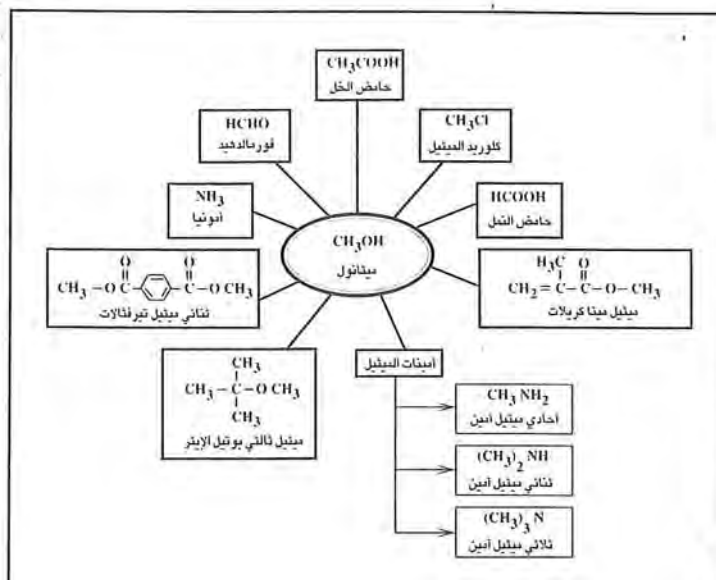 CH₃COOH
حامض الخل
HCHO
فورمالدهيد
CH₃Cl
كلوريد الميثيل
NH₃
أمونيا
HCOOH
حامض النمل
CH₃OH
ميثانول
O O
CH₃ – O C – C – O CH₃
ثنائي ميثيل تيرفثالات
H₃C O
CH₂ = C – C – O – CH₃
ميثيل ميتا كريلات
CH₃
CH₃ – C – O CH₃
CH₃
ميثيل ثالثي بوتيل الإيثر
أمينات الميثيل
CH₃ NH₂
أحادي ميثيل أمين
(CH₃)₂ NH
ثنائي ميثيل أمين
(CH₃)₃ N
ثلاثي ميثيل أمين